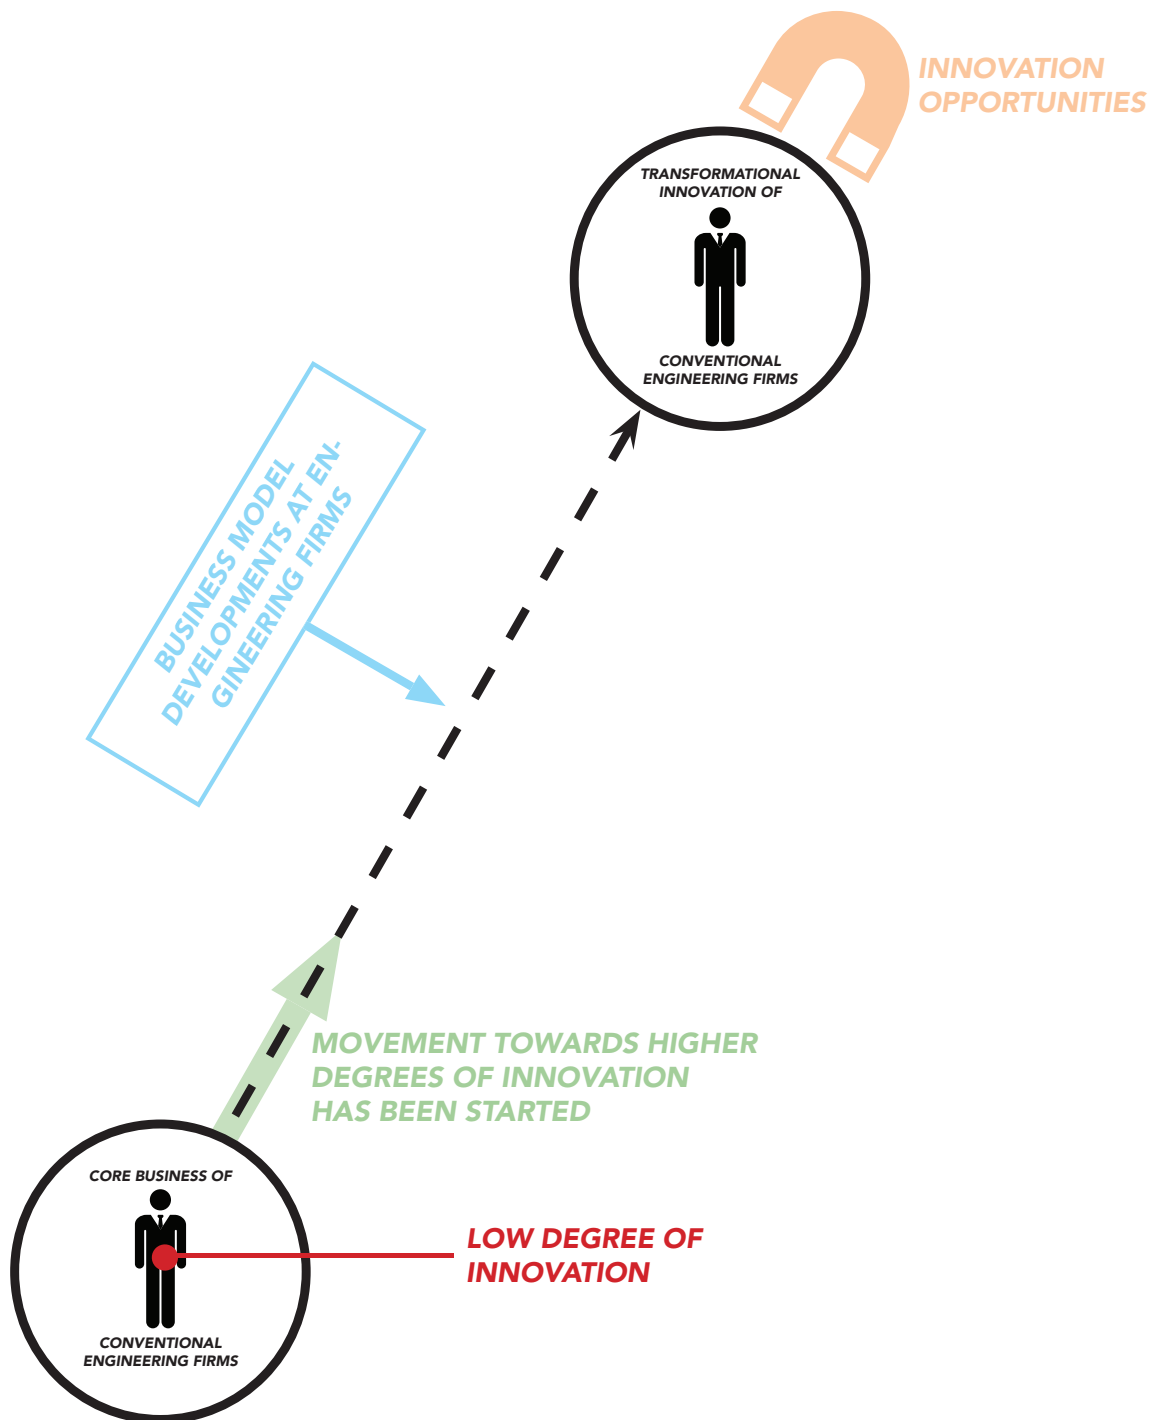 INNOVATION
OPPORTUNITIES
TRANSFORMATIONAL
INNOVATION OF
CONVENTIONAL
ENGINEERING FIRMS
BUSINESS MODEL
DEVELOPMENTS AT EN-
GINEERING FIRMS
MOVEMENT TOWARDS HIGHER
DEGREES OF INNOVATION
HAS BEEN STARTED
CORE BUSINESS OF
CONVENTIONAL
ENGINEERING FIRMS
LOW DEGREE OF
INNOVATION